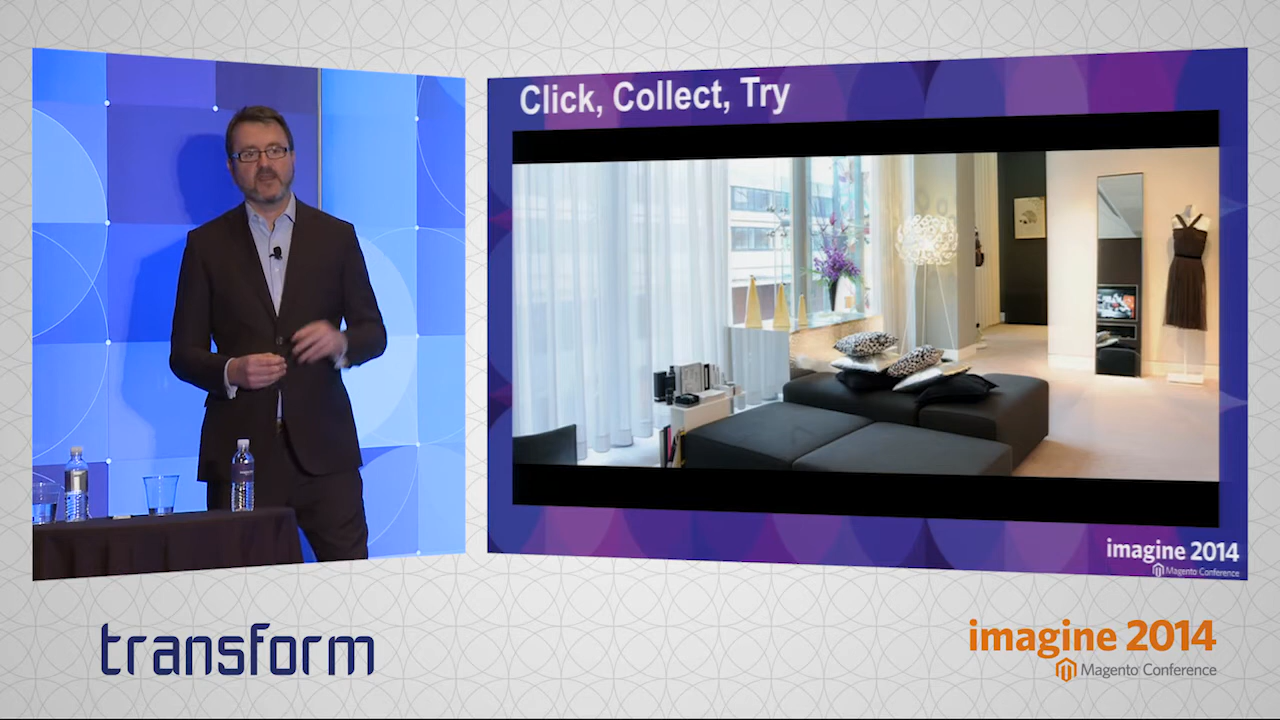 Click, Collect, Try
imagine 2014
Magento Conference
transform
imagine 2014
Magento Conference